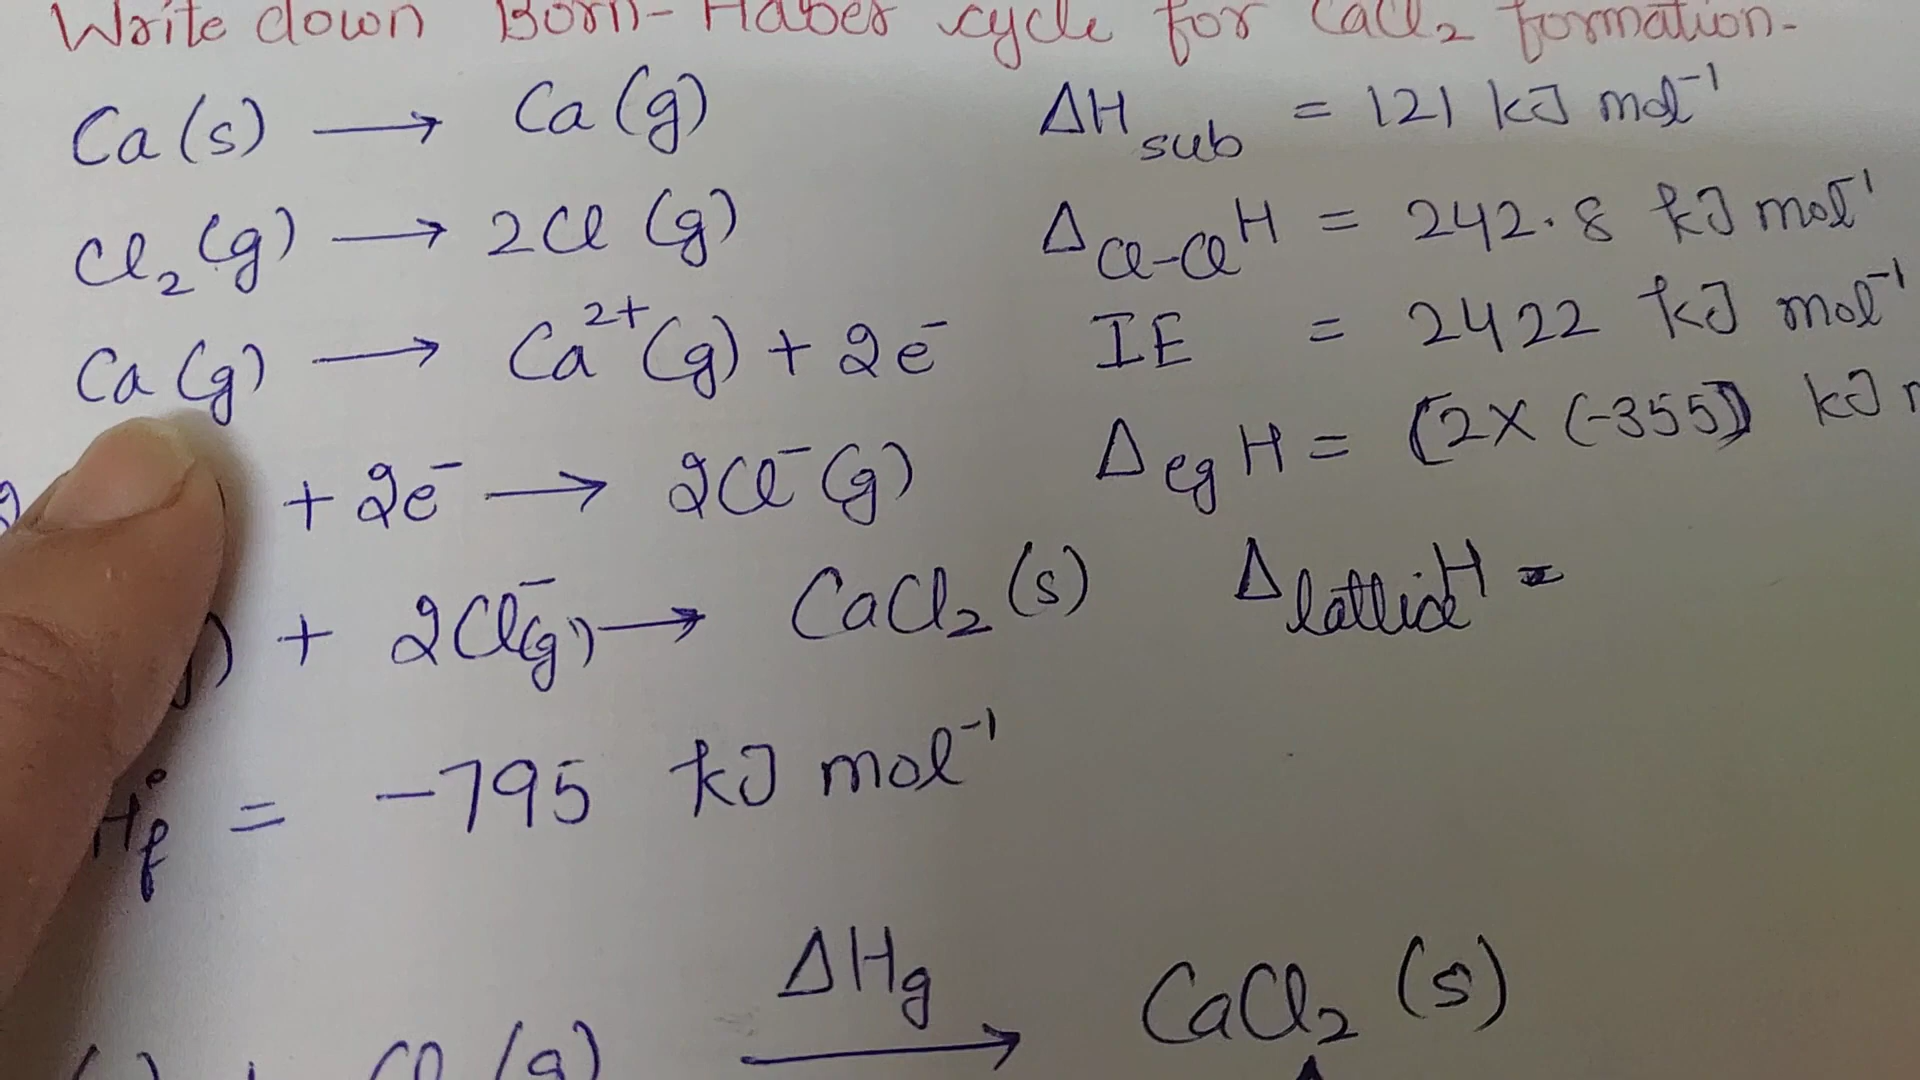 Write down Born-Haber cycle for CaCl₂ formation-
Ca(s) → Ca(g) ΔH sub = 121 kJ mol⁻¹
Cl₂(g) → 2Cl(g) Δ Cl-Cl H = 242.8 kJ mol⁻¹
Ca(g) → Ca²⁺(g) + 2e⁻ IE = 2422 kJ mol⁻¹
+ 2e⁻ → 2Cl⁻(g) Δ eg H = (2×(-355)) kJ
) + 2Cl⁻(g) → CaCl₂(s) Δ lattice H =
H°f = -795 kJ mol⁻¹
ΔHg
Cl (g) → CaCl₂(s)